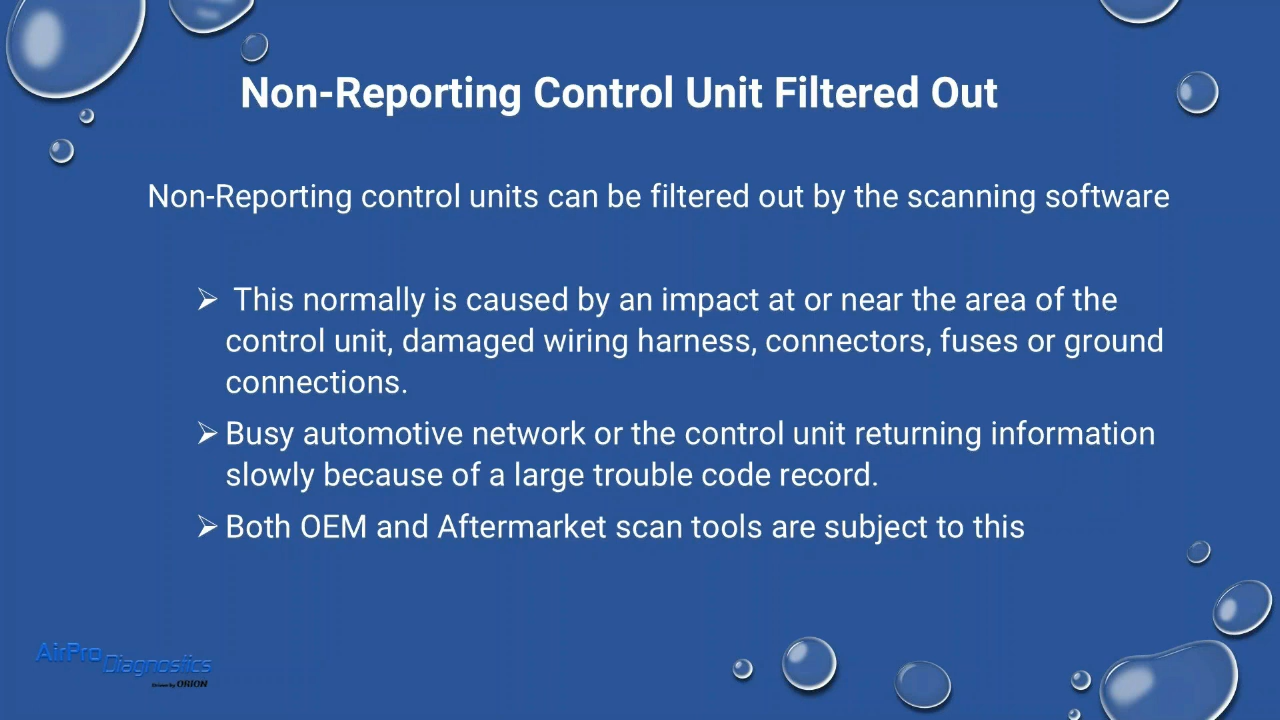 Non-Reporting Control Unit Filtered Out
Non-Reporting control units can be filtered out by the scanning software
➢ This normally is caused by an impact at or near the area of the
control unit, damaged wiring harness, connectors, fuses or ground
connections.
➢ Busy automotive network or the control unit returning information
slowly because of a large trouble code record.
➢ Both OEM and Aftermarket scan tools are subject to this
AirPro Diagnostics
Driven By ORION